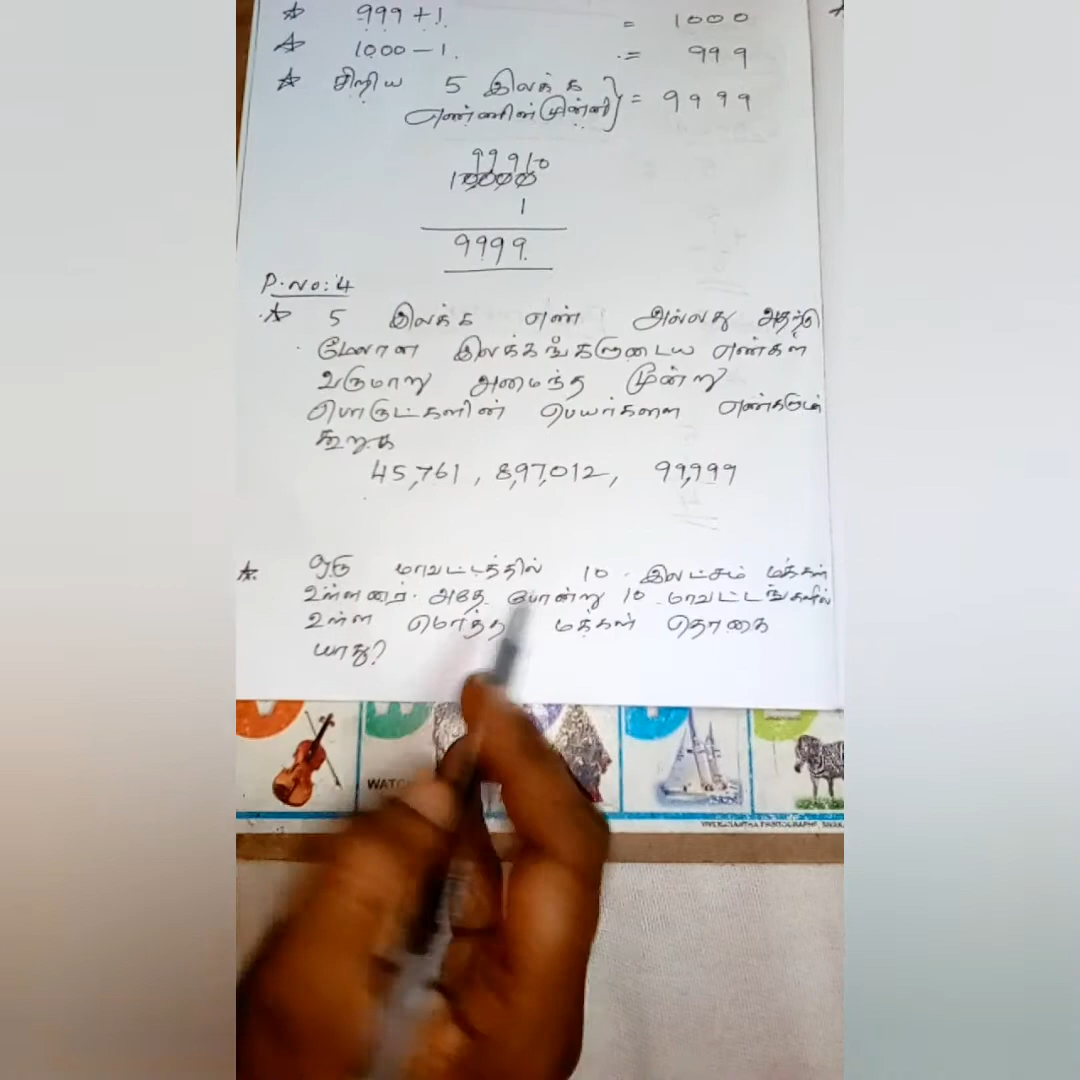 999 + 1 = 1000
1000 - 1 = 999
சிறிய 5 இலக்க
எண்ணின் முன்னி } = 9999
99910
10000
1
9999
P.No: 4
5 இலக்க எண் அல்லது அதற்கு
மேலான இலக்கங்களுடைய எண்கள்
வருமாறு அமைந்த மூன்று
பொருட்களின் பெயர்களை எண்களுடன்
கூறுக
45,761, 8,97,012, 99,999
ஒரு மாவட்டத்தில் 10 இலட்சம் மக்கள்
உள்ளனர். அதே போன்று 10 மாவட்டங்களில்
உள்ள மொத்த மக்கள் தொகை
யாது?
WATCH